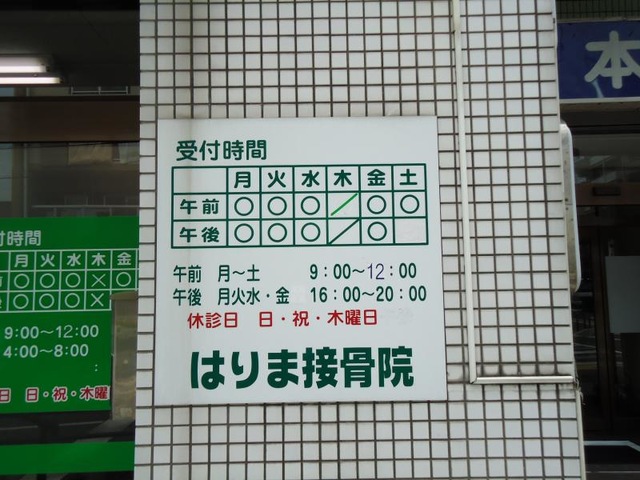 本
受付時間
月 火 水 木 金 土
午前 ○ ○ ○ ／ ○ ○
午後 ○ ○ ○ ／ ○
午前 月～土 9:00～12:00
午後 月火水・金 16:00～20:00
休診日 日・祝・木曜日
はりま接骨院
付時間
月 火 水 木 金
○ ○ ○ × ○
○ ○ ○ × ○
9:00～12:00
4:00～8:00
日 日・祝・木曜